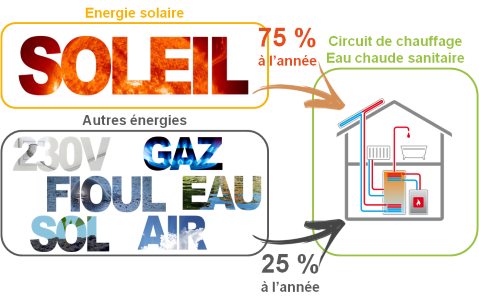 Energie solaire
SOLEIL
75 %
à l'année
Circuit de chauffage
Eau chaude sanitaire
Autres énergies
230V GAZ
FIOUL EAU
SOL AIR
25 %
à l'année